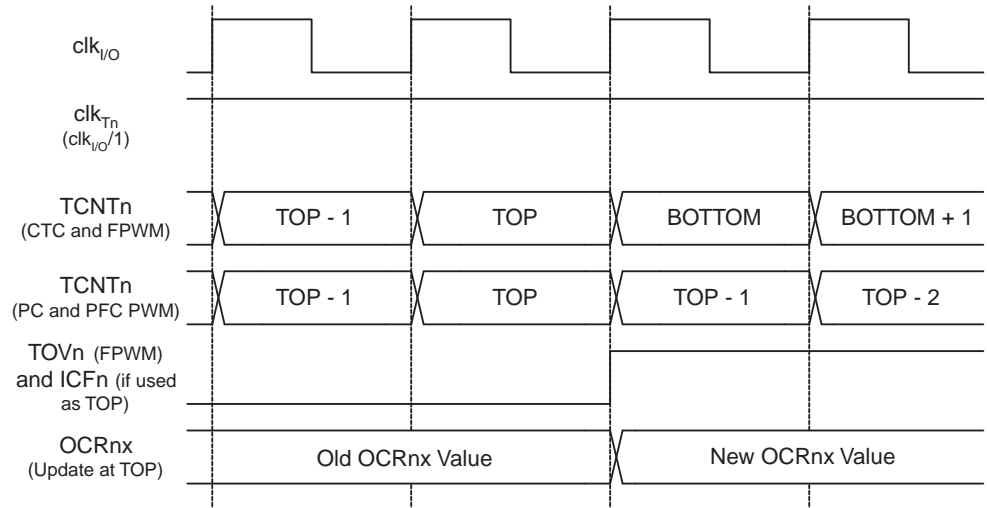 clkI/O
clkTn
(clkI/O/1)
TCNTn
(CTC and FPWM)
TOP - 1
TOP
BOTTOM
BOTTOM + 1
TCNTn
(PC and PFC PWM)
TOP - 1
TOP
TOP - 1
TOP - 2
TOVn (FPWM)
and ICFn (if used
as TOP)
OCRnx
(Update at TOP)
Old OCRnx Value
New OCRnx Value